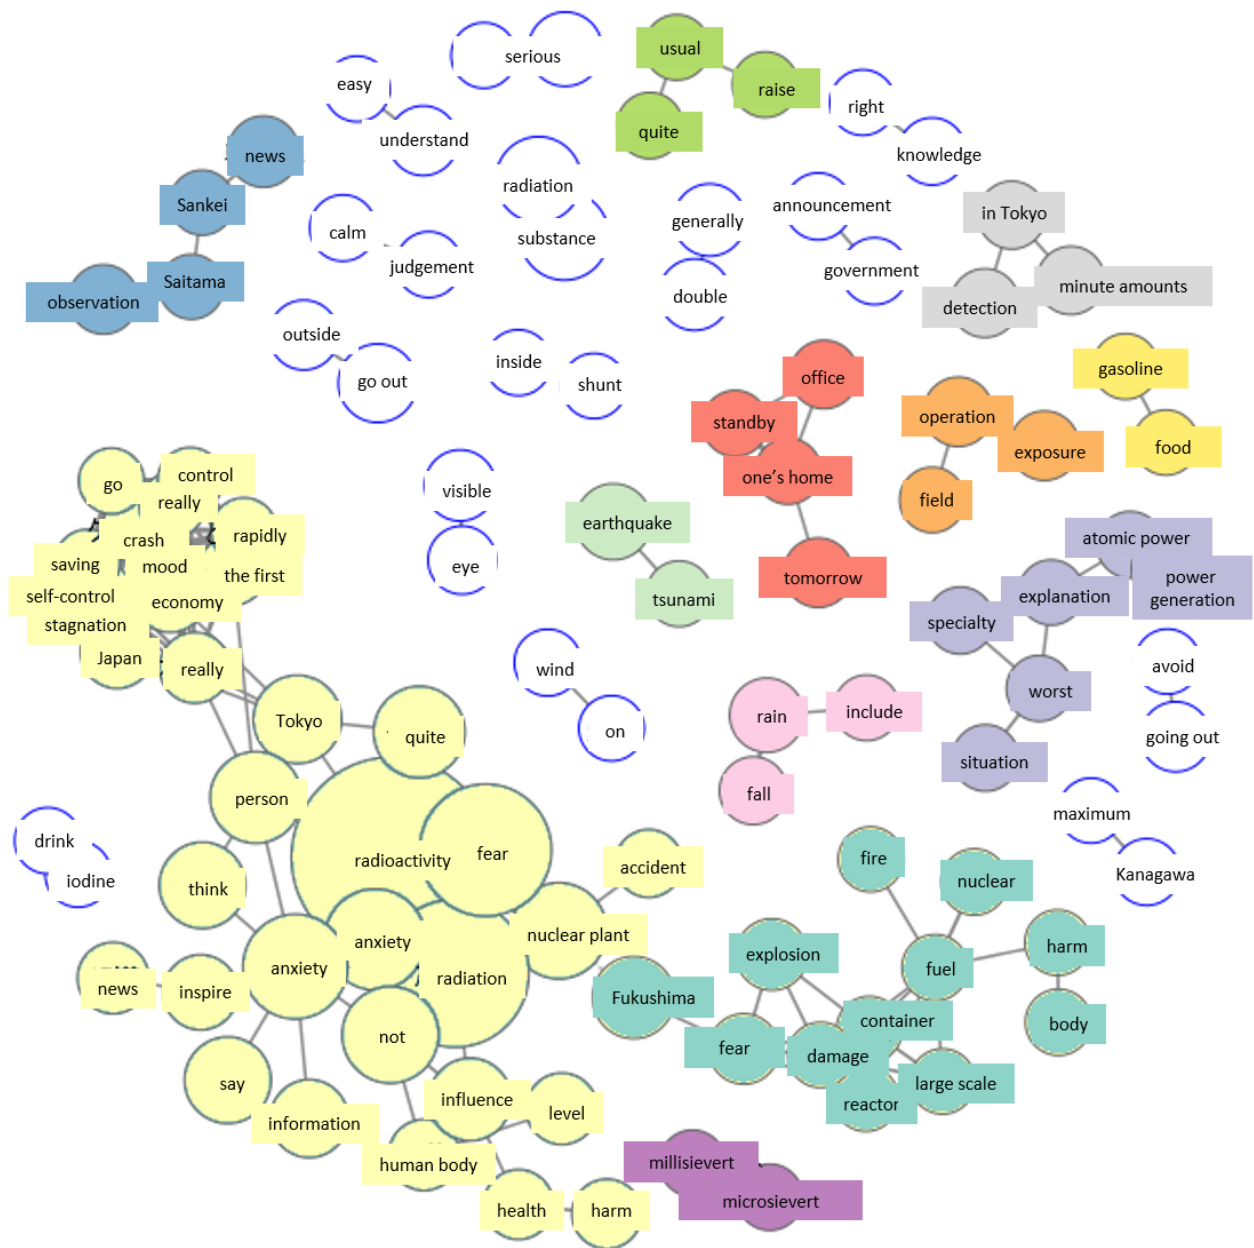 serious
usual
raise
quite
easy
understand
right
knowledge
news
Sankei
Saitama
observation
radiation
substance
calm
judgement
generally
double
announcement
government
in Tokyo
minute amounts
detection
outside
go out
inside
shunt
office
standby
one's home
tomorrow
gasoline
food
operation
exposure
field
go
control
really
crash
rapidly
saving
mood
the first
self-control
economy
stagnation
Japan
really
visible
eye
earthquake
tsunami
atomic power
power
generation
explanation
specialty
worst
situation
avoid
going out
wind
on
rain
include
fall
maximum
Kanagawa
Tokyo
quite
person
radioactivity
fear
think
drink
iodine
accident
nuclear plant
anxiety
anxiety
radiation
news
inspire
not
say
information
influence
level
human body
health
harm
fire
nuclear
explosion
fuel
harm
body
Fukushima
container
fear
damage
large scale
reactor
millisievert
microsievert